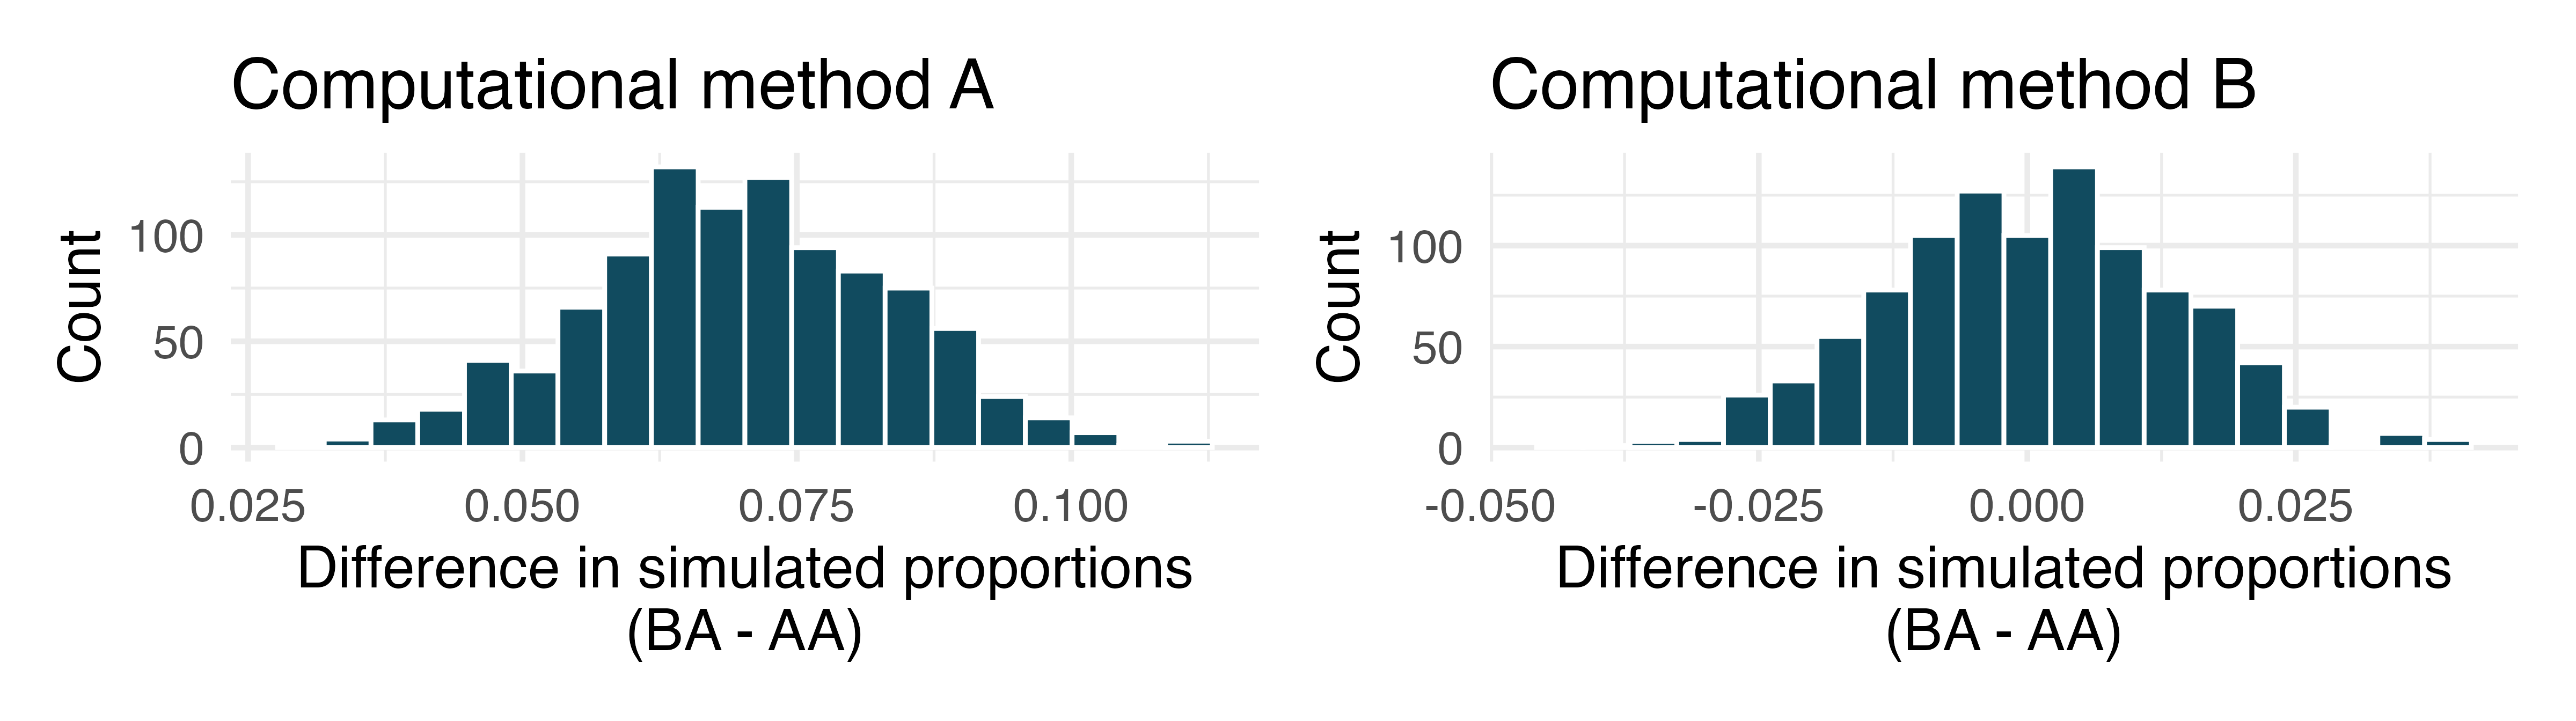 Computational method A
Count
100
50
0
0.025 0.050 0.075 0.100
Difference in simulated proportions
(BA - AA)
Computational method B
Count
100
50
0
-0.050 -0.025 0.000 0.025
Difference in simulated proportions
(BA - AA)